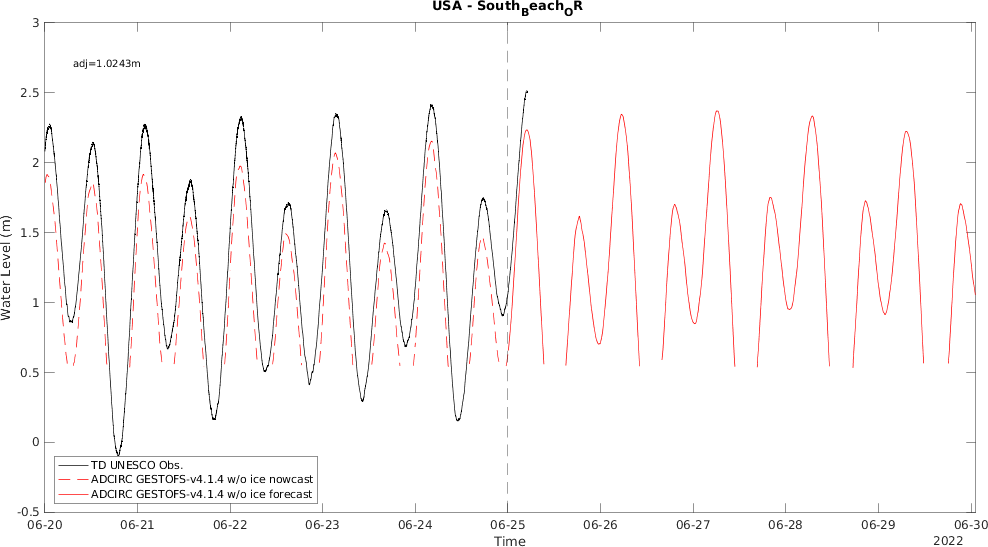 USA - South_Beach_OR
adj=1.0243m
3
2.5
2
1.5
1
0.5
0
-0.5
Water Level (m)
TD UNESCO Obs.
ADCIRC GESTOFS-v4.1.4 w/o ice nowcast
ADCIRC GESTOFS-v4.1.4 w/o ice forecast
06-20 06-21 06-22 06-23 06-24 06-25 06-26 06-27 06-28 06-29 06-30
Time
2022